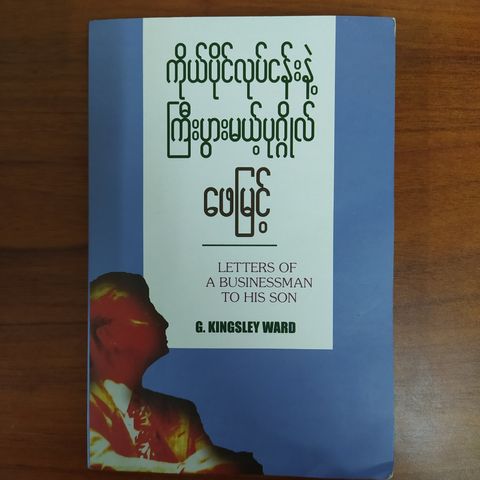 ကိုယ်ပိုင်လုပ်ငန်းနဲ့
ကြီးပွားမယ့်ပုဂ္ဂိုလ်
ဖေမြင့်
LETTERS OF
A BUSINESSMAN
TO HIS SON
G. KINGSLEY WARD